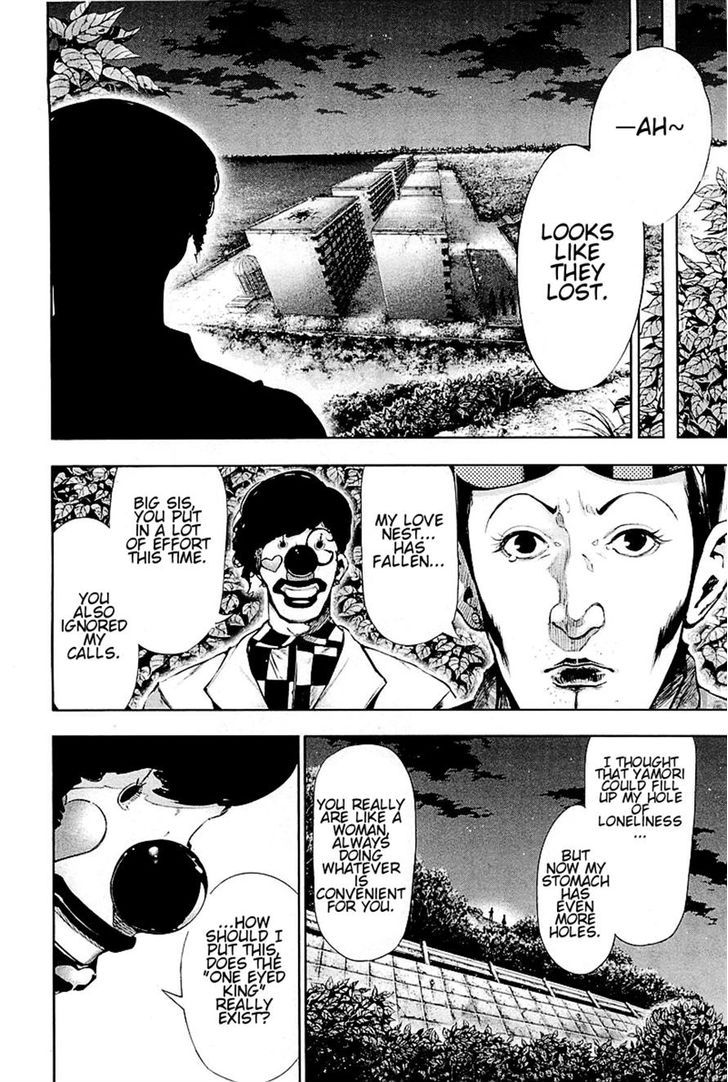 —AH~
LOOKS
LIKE
THEY
LOST.
MY LOVE
NEST...
HAS
FALLEN...
BIG SIS,
YOU PUT
IN A LOT
OF EFFORT
THIS TIME.
YOU
ALSO
IGNORED
MY
CALLS.
I THOUGHT
THAT YAMORI
COULD FILL
UP MY HOLE
OF
LONELINESS
...
BUT
NOW MY
STOMACH
HAS
EVEN
MORE
HOLES.
YOU REALLY
ARE LIKE A
WOMAN,
ALWAYS
DOING
WHATEVER
IS
CONVENIENT
FOR YOU.
...HOW
SHOULD I
PUT THIS,
DOES THE
"ONE EYED
KING"
REALLY
EXIST?